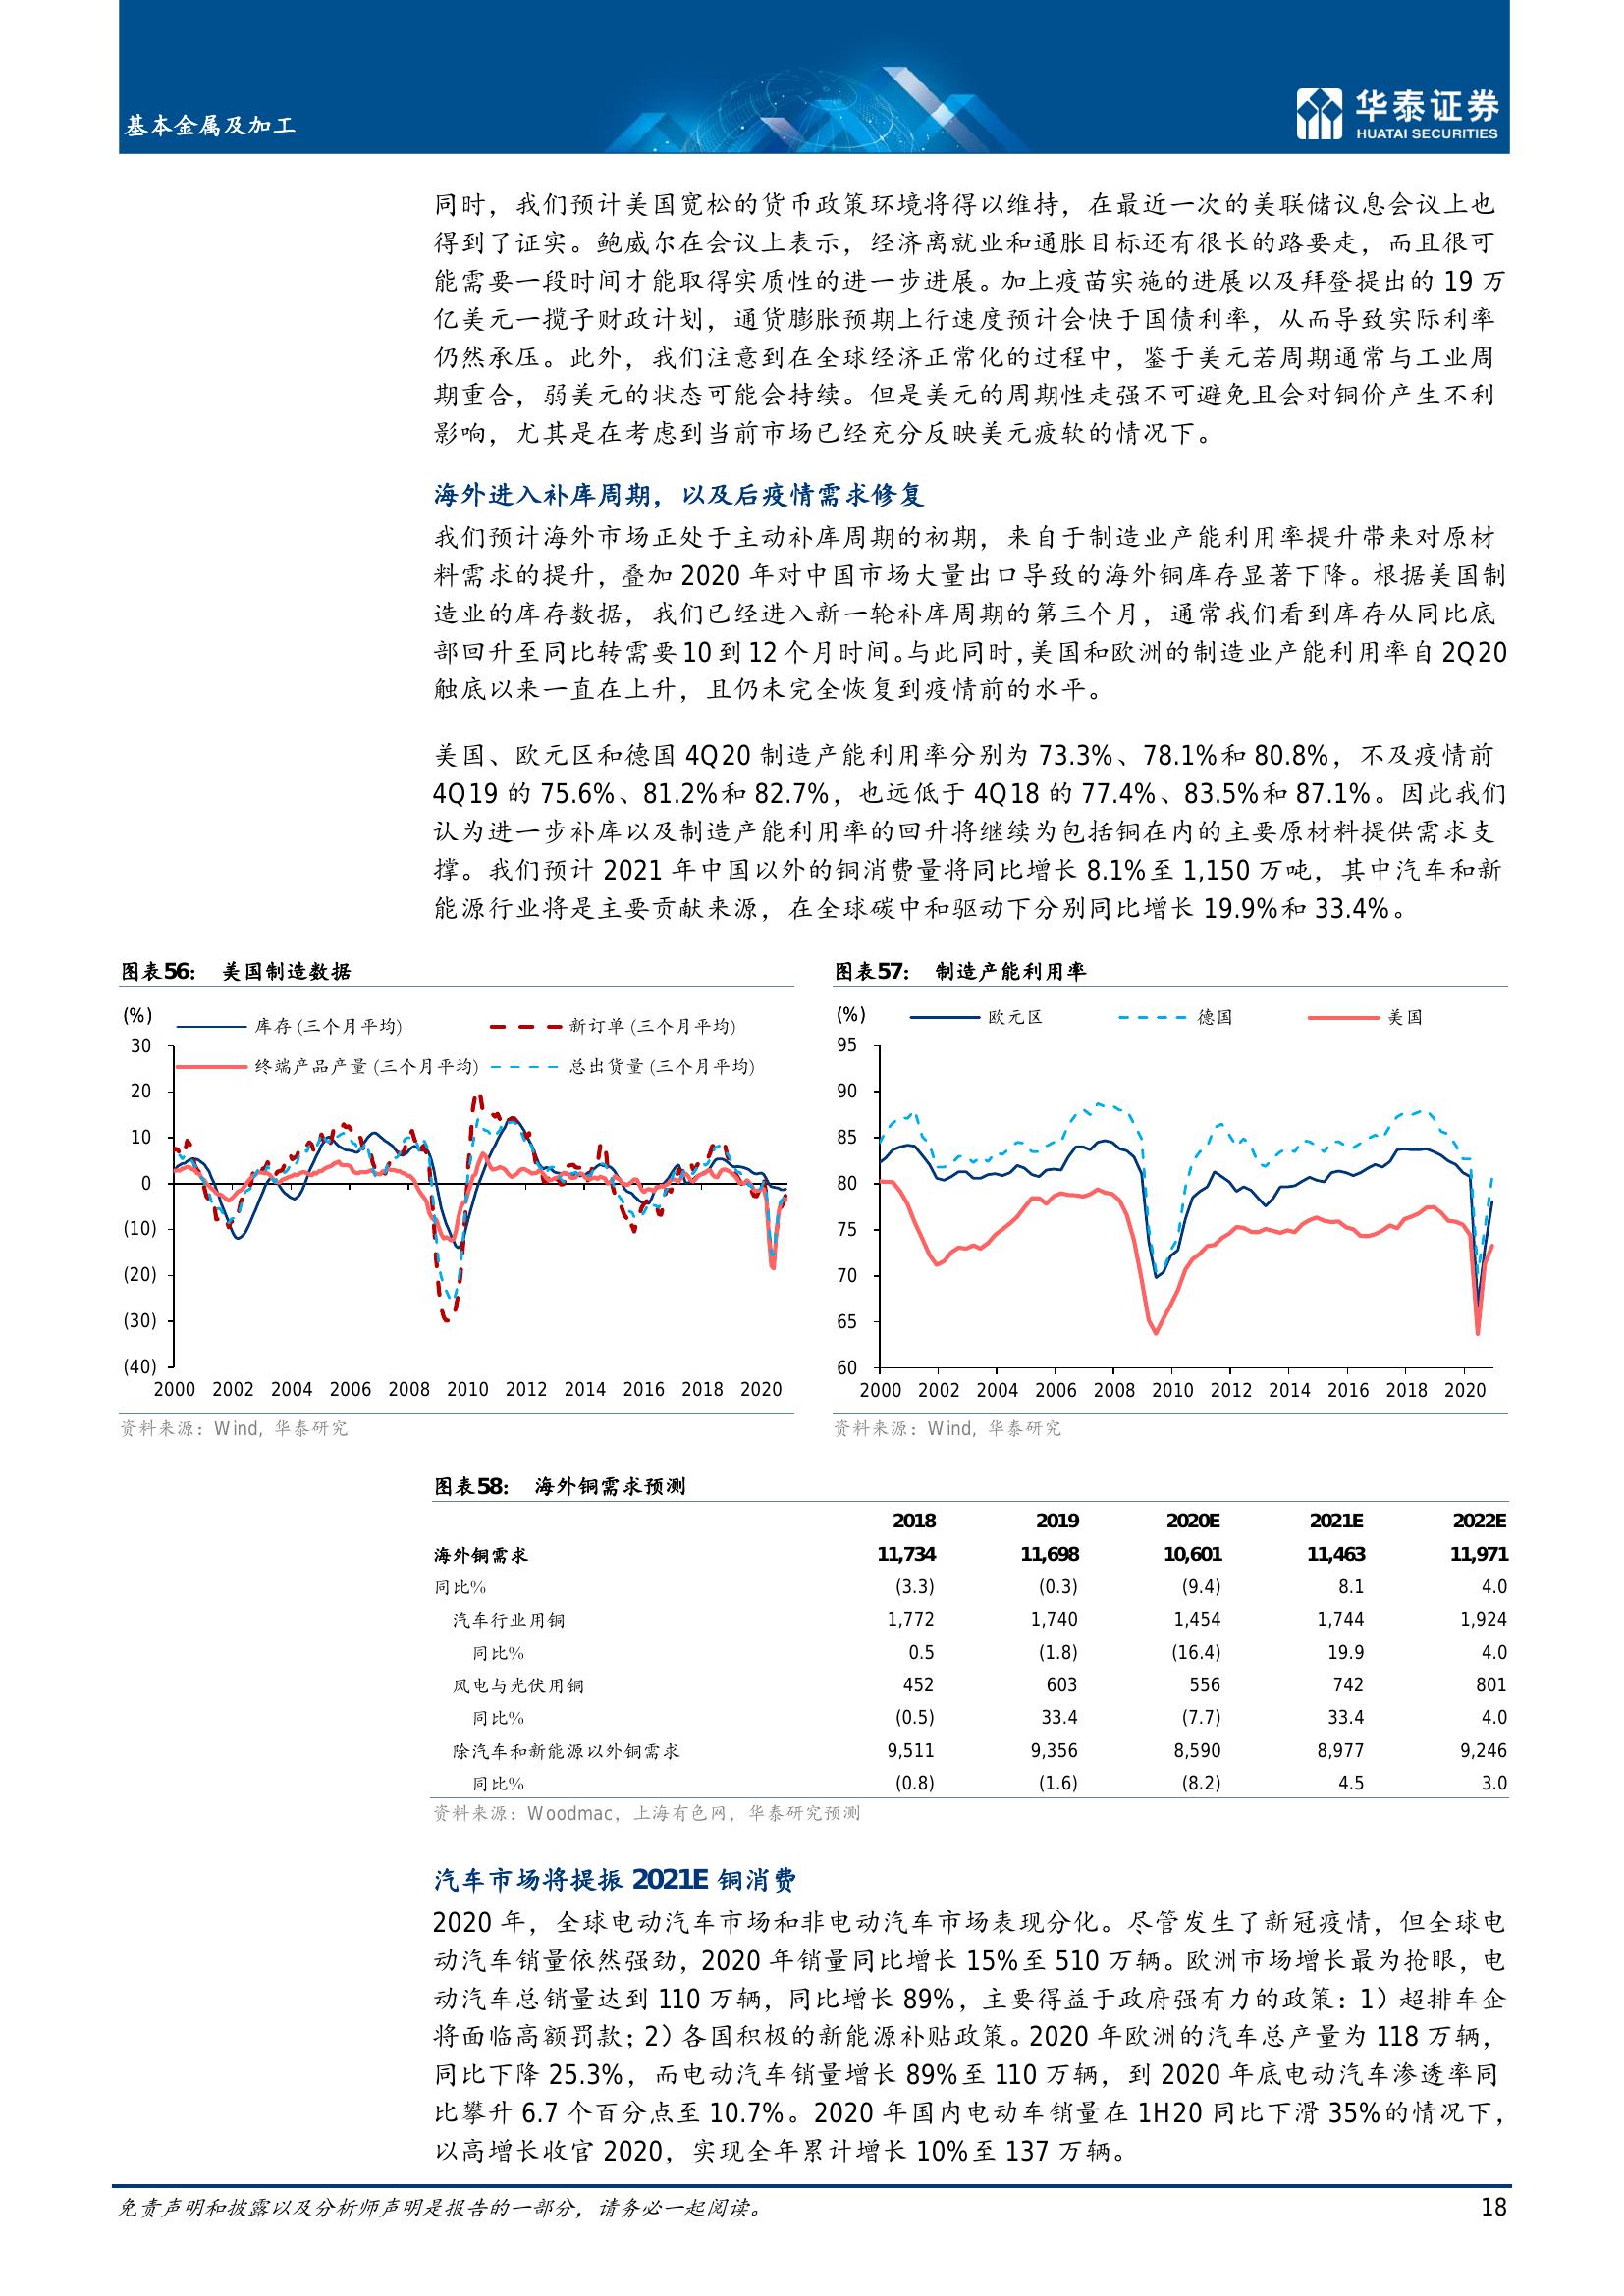 基本金属及加工
华泰证券
HUATAI SECURITIES
同时，我们预计美国宽松的货币政策环境将得以维持，在最近一次的美联储议息会议上也
得到了证实。鲍威尔在会议上表示，经济离就业和通胀目标还有很长的路要走，而且很可
能需要一段时间才能取得实质性的进一步进展。加上疫苗实施的进展以及拜登提出的 19 万
亿美元一揽子财政计划，通货膨胀预期上行速度预计会快于国债利率，从而导致实际利率
仍然承压。此外，我们注意到在全球经济正常化的过程中，鉴于美元若周期通常与工业周
期重合，弱美元的状态可能会持续。但是美元的周期性走强不可避免且会对铜价产生不利
影响，尤其是在考虑到当前市场已经充分反映美元疲软的情况下。
海外进入补库周期，以及后疫情需求修复
我们预计海外市场正处于主动补库周期的初期，来自于制造业产能利用率提升带来对原材
料需求的提升，叠加 2020 年对中国市场大量出口导致的海外铜库存显著下降。根据美国制
造业的库存数据，我们已经进入新一轮补库周期的第三个月，通常我们看到库存从同比底
部回升至同比转需要 10 到 12 个月时间。与此同时，美国和欧洲的制造业产能利用率自 2Q20
触底以来一直在上升，且仍未完全恢复到疫情前的水平。
美国、欧元区和德国 4Q20 制造产能利用率分别为 73.3%、78.1%和 80.8%，不及疫情前
4Q19 的 75.6%、81.2%和 82.7%，也远低于 4Q18 的 77.4%、83.5%和 87.1%。因此我们
认为进一步补库以及制造产能利用率的回升将继续为包括铜在内的主要原材料提供需求支
撑。我们预计 2021 年中国以外的铜消费量将同比增长 8.1%至 1,150 万吨，其中汽车和新
能源行业将是主要贡献来源，在全球碳中和驱动下分别同比增长 19.9%和 33.4%。
图表56： 美国制造数据
(%)
库存 (三个月平均) 新订单 (三个月平均)
终端产品产量 (三个月平均) 总出货量 (三个月平均)
30
20
10
0
(10)
(20)
(30)
(40)
2000 2002 2004 2006 2008 2010 2012 2014 2016 2018 2020
资料来源：Wind, 华泰研究
图表57： 制造产能利用率
(%)
欧元区 德国 美国
95
90
85
80
75
70
65
60
2000 2002 2004 2006 2008 2010 2012 2014 2016 2018 2020
资料来源：Wind, 华泰研究
图表58： 海外铜需求预测
2018 2019 2020E 2021E 2022E
海外铜需求 11,734 11,698 10,601 11,463 11,971
同比% (3.3) (0.3) (9.4) 8.1 4.0
汽车行业用铜 1,772 1,740 1,454 1,744 1,924
同比% 0.5 (1.8) (16.4) 19.9 4.0
风电与光伏用铜 452 603 556 742 801
同比% (0.5) 33.4 (7.7) 33.4 4.0
除汽车和新能源以外铜需求 9,511 9,356 8,590 8,977 9,246
同比% (0.8) (1.6) (8.2) 4.5 3.0
资料来源：Woodmac，上海有色网，华泰研究预测
汽车市场将提振 2021E 铜消费
2020 年，全球电动汽车市场和非电动汽车市场表现分化。尽管发生了新冠疫情，但全球电
动汽车销量依然强劲，2020 年销量同比增长 15%至 510 万辆。欧洲市场增长最为抢眼，电
动汽车总销量达到 110 万辆，同比增长 89%，主要得益于政府强有力的政策：1）超排车企
将面临高额罚款；2）各国积极的新能源补贴政策。2020 年欧洲的汽车总产量为 118 万辆，
同比下降 25.3%，而电动汽车销量增长 89%至 110 万辆，到 2020 年底电动汽车渗透率同
比攀升 6.7 个百分点至 10.7%。2020 年国内电动车销量在 1H20 同比下滑 35%的情况下，
以高增长收官 2020，实现全年累计增长 10%至 137 万辆。
免责声明和披露以及分析师声明是报告的一部分，请务必一起阅读。
18